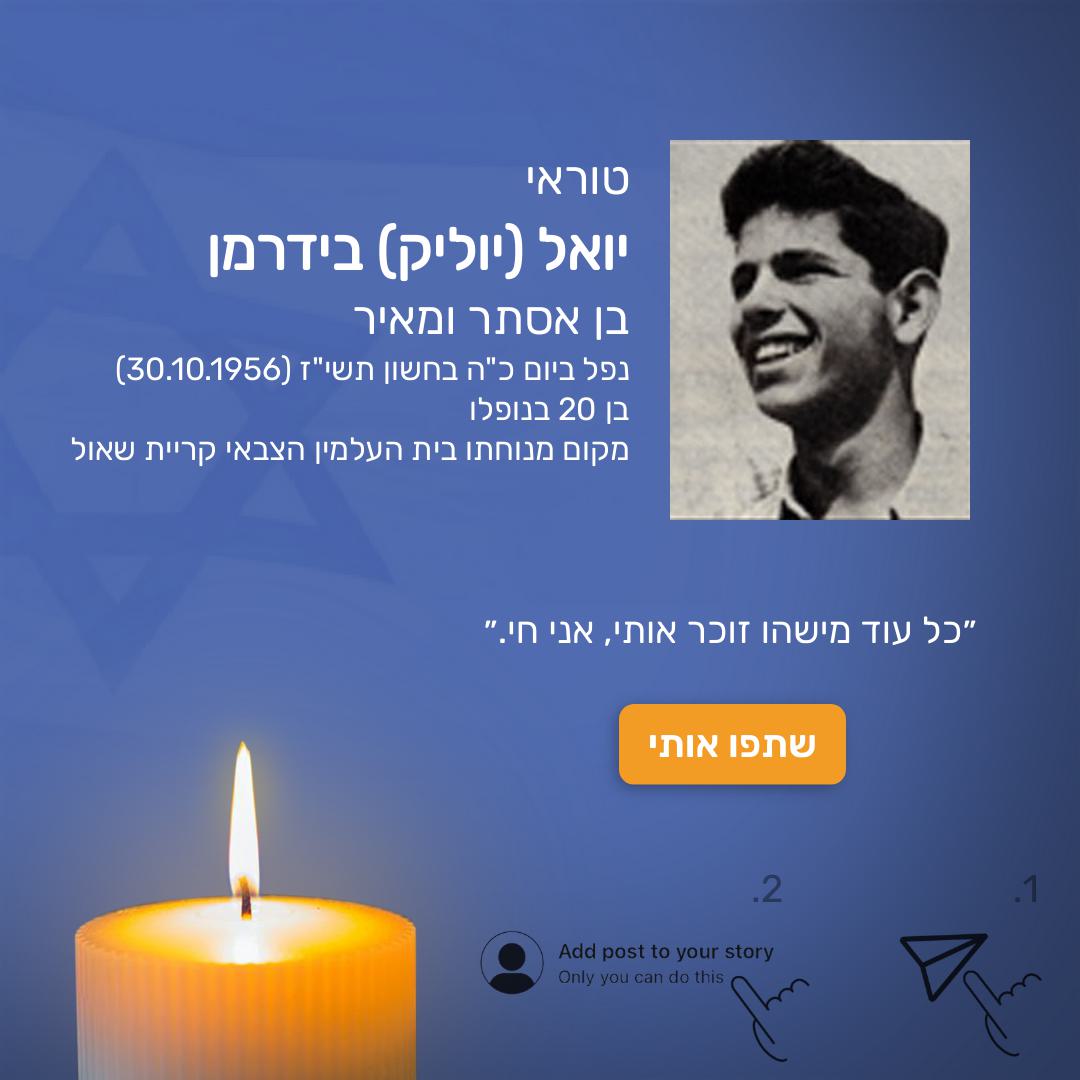 טוראי
יואל (יוליק) בידרמן
בן אסתר ומאיר
נפל ביום כ"ה בחשון תשי"ז (30.10.1956)
בן 20 בנופלו
מקום מנוחתו בית העלמין הצבאי קריית שאול
״כל עוד מישהו זוכר אותי, אני חי.״
שתפו אותי
1.
2.
Add post to your story
Only you can do this